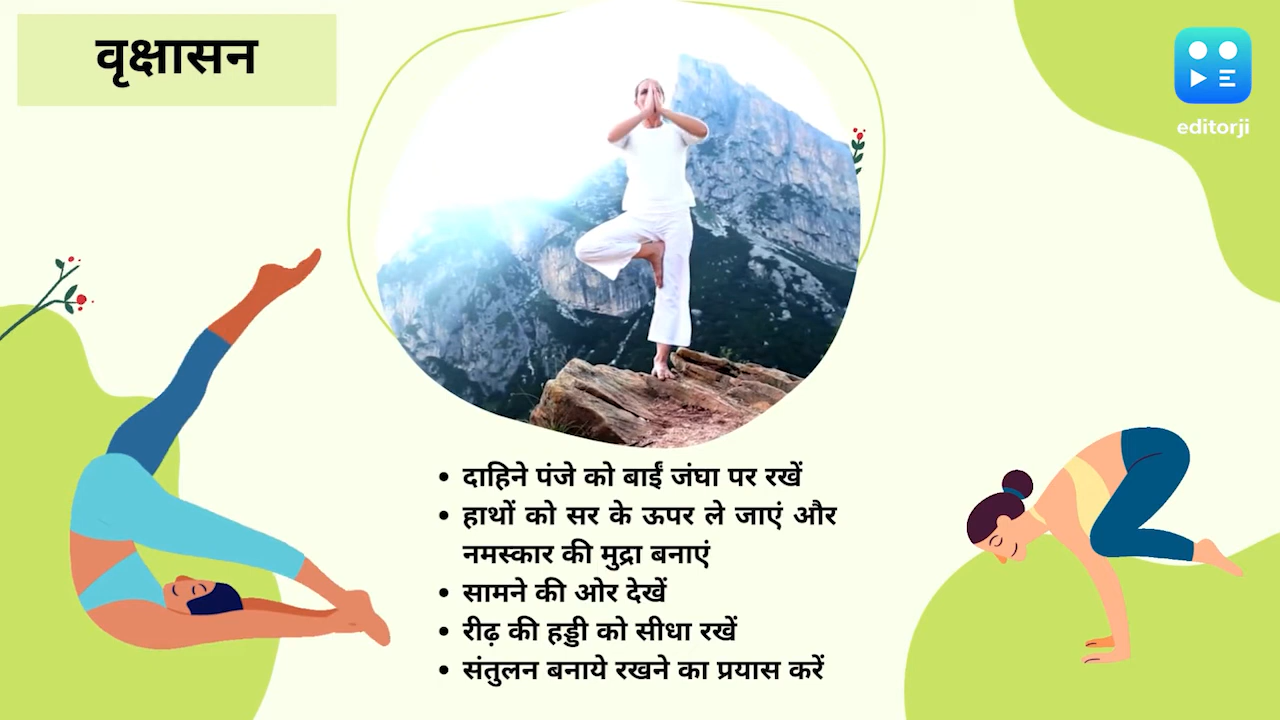 वृक्षासन
editorji
• दाहिने पंजे को बाईं जंघा पर रखें
• हाथों को सर के ऊपर ले जाएं और
नमस्कार की मुद्रा बनाएं
• सामने की ओर देखें
• रीढ़ की हड्डी को सीधा रखें
• संतुलन बनाये रखने का प्रयास करें